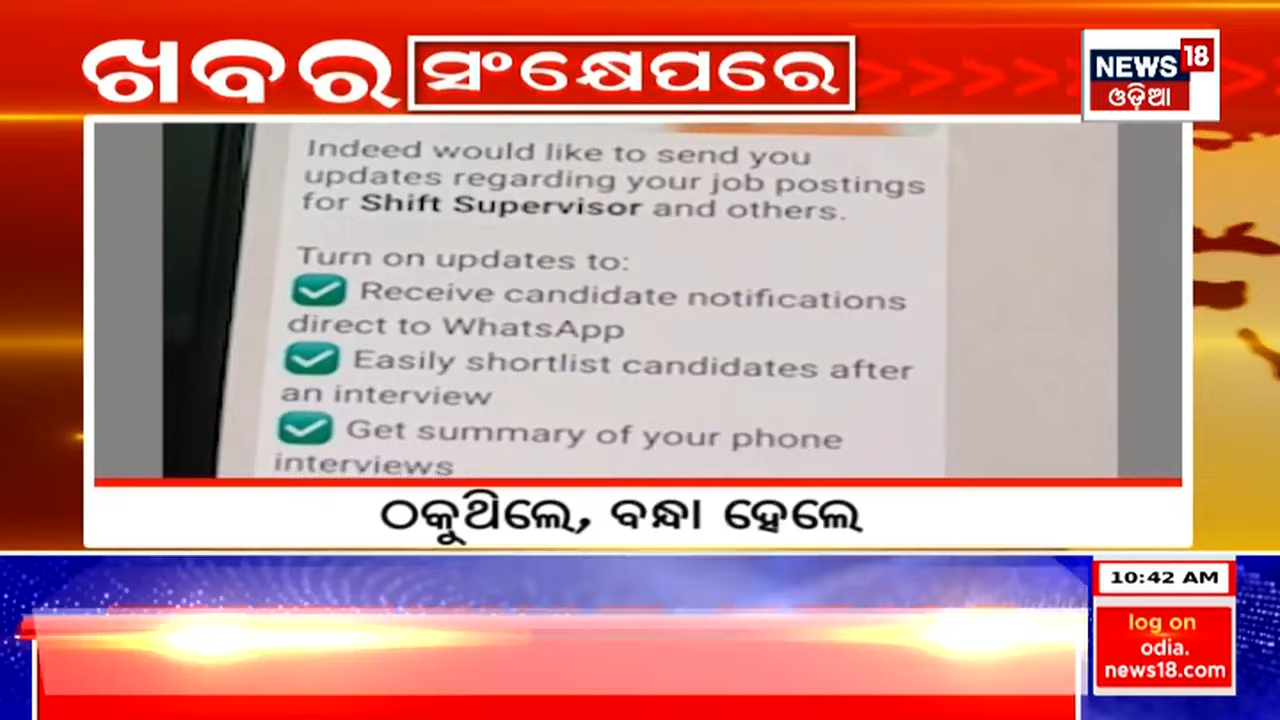 ଖବର ସଂକ୍ଷେପରେ
NEWS 18
ଓଡ଼ିଆ
Indeed would like to send you
updates regarding your job postings
for Shift Supervisor and others.
Turn on updates to:
✅ Receive candidate notifications
direct to WhatsApp
✅ Easily shortlist candidates after
an interview
✅ Get summary of your phone
interviews
ଠକୁଥିଲେ, ବନ୍ଧା ହେଲେ
10:42 AM
log on
odia.
news18.com